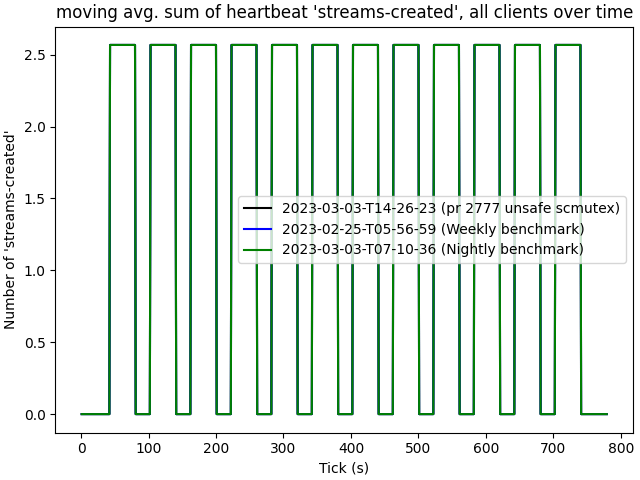 moving avg. sum of heartbeat 'streams-created', all clients over time
Number of 'streams-created'
2.5
2.0
1.5
1.0
0.5
0.0
2023-03-03-T14-26-23 (pr 2777 unsafe scmutex)
2023-02-25-T05-56-59 (Weekly benchmark)
2023-03-03-T07-10-36 (Nightly benchmark)
0 100 200 300 400 500 600 700 800
Tick (s)